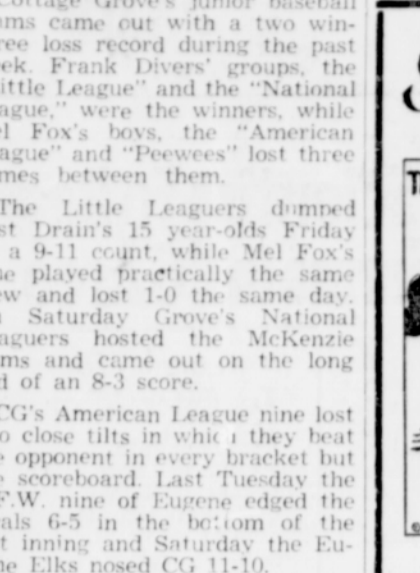 Cottage Grove's junior baseball
ms came out with a two win-
ree loss record during the past
ek. Frank Divers' groups, the
ittle League" and the "National
ague," were the winners, while
l Fox's boys, the "American
ague" and "Peewees" lost three
mes between them.
The Little Leaguers dumped
st Drain's 15 year-olds Friday
a 9-11 count, while Mel Fox's
e played practically the same
ew and lost 1-0 the same day.
Saturday Grove's National
aguers hosted the McKenzie
ms and came out on the long
d of an 8-3 score.
CG's American League nine lost
o close tilts in which they beat
e opponent in every bracket but
e scoreboard. Last Tuesday the
F.W. nine of Eugene edged the
als 6-5 in the bottom of the
t inning and Saturday the Eu-
ne Elks nosed CG 11-10.
T